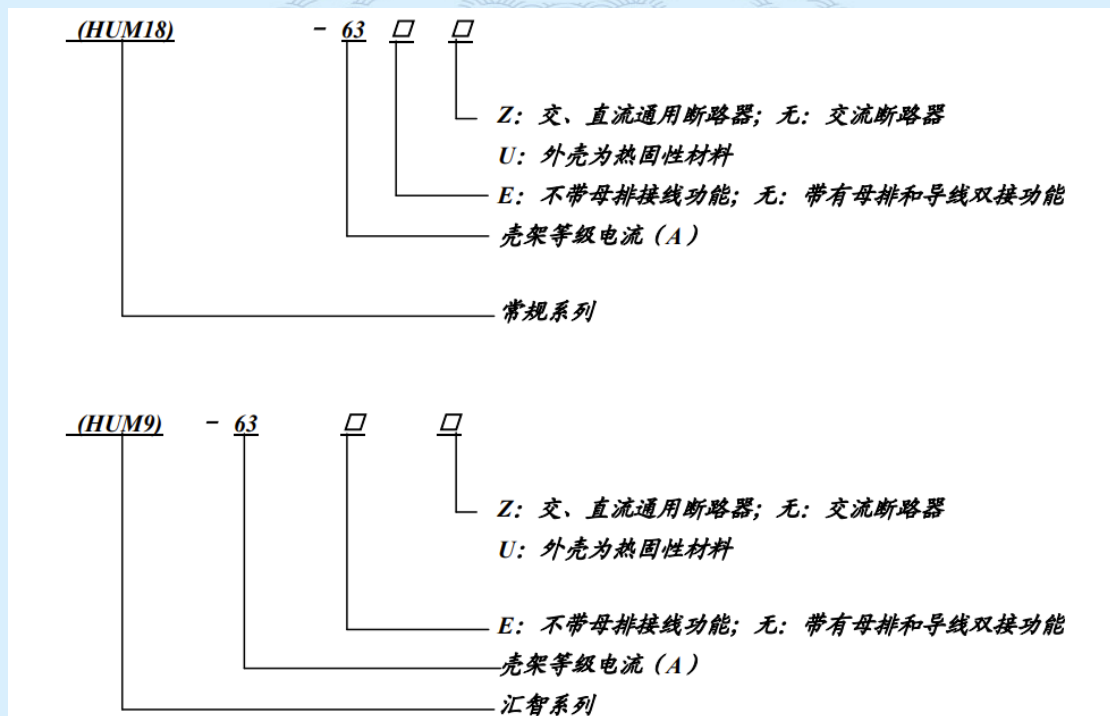 (HUM18) - 63 □ □
Z：交、直流通用断路器；无：交流断路器
U：外壳为热固性材料
E：不带母排接线功能；无：带有母排和导线双接功能
壳架等级电流（A）
常规系列
(HUM9) - 63 □ □
Z：交、直流通用断路器；无：交流断路器
U：外壳为热固性材料
E：不带母排接线功能；无：带有母排和导线双接功能
壳架等级电流（A）
汇智系列